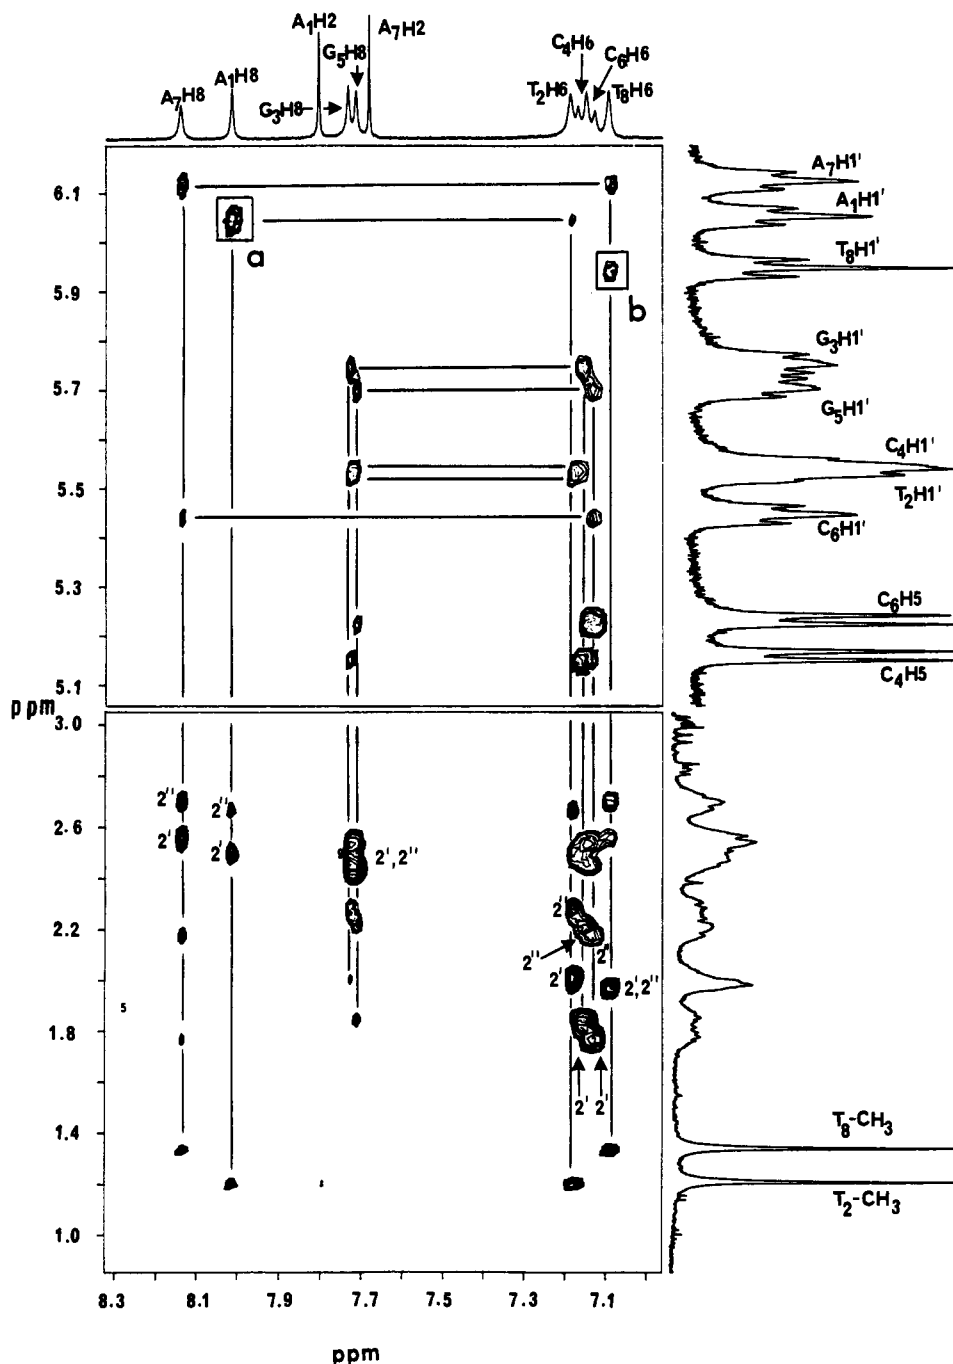 A1H2
A7H2
G5H8
C4H6
C6H6
A1H8
A7H8
G3H8
T2H6
T8H6
6.1
A7H1'
A1H1'
a
T8H1'
5.9
b
G3H1'
5.7
G5H1'
C4H1'
5.5
T2H1'
C6H1'
5.3
C6H5
5.1
C4H5
ppm
3.0
2"
2"
2'
2'
2.6
2',2"
2"
2.2
2"
2"
2'
2',2"
5
1.8
2' 2'
1.4
T8-CH3
T2-CH3
1.0
8.3 8.1 7.7 7.5 7.3 7.1
ppm